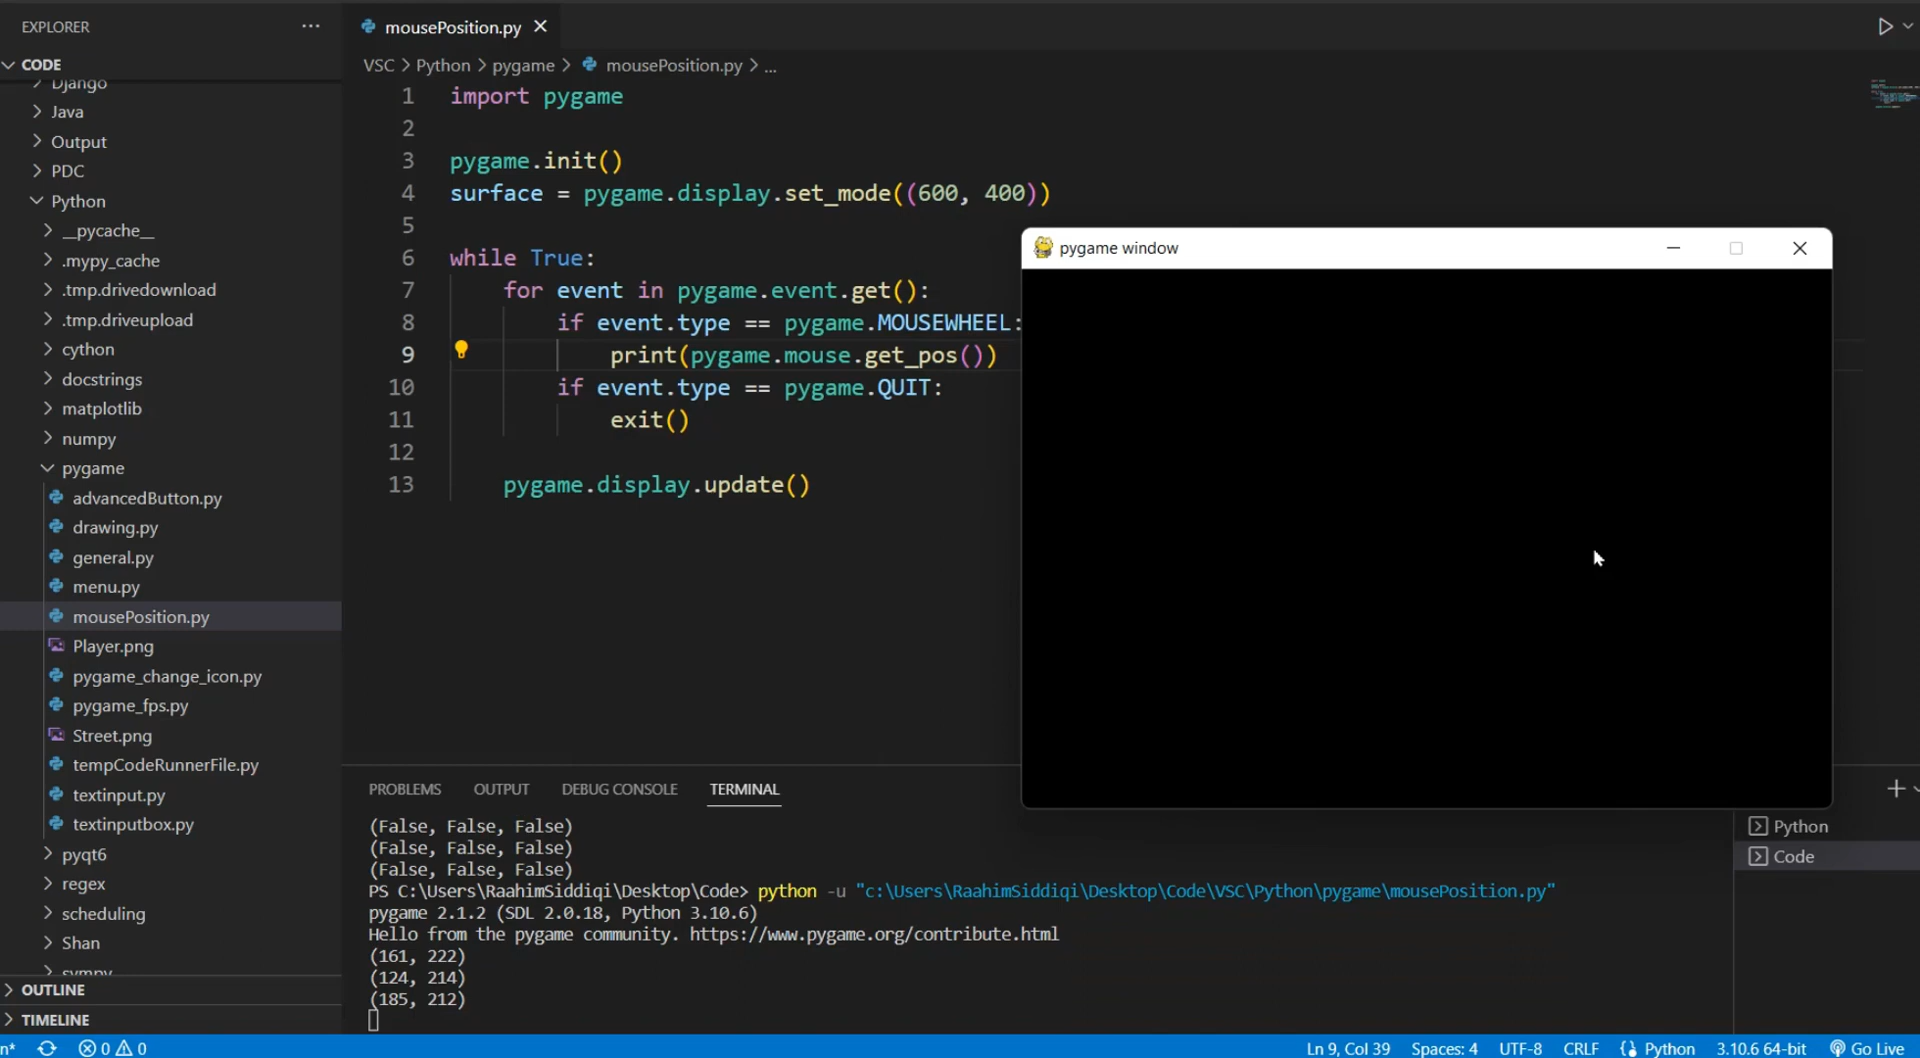 EXPLORER
CODE
Django
Java
Output
PDC
Python
__pycache__
.mypy_cache
.tmp.drivedownload
.tmp.driveupload
cython
docstrings
matplotlib
numpy
pygame
advancedButton.py
drawing.py
general.py
menu.py
mousePosition.py
Player.png
pygame_change_icon.py
pygame_fps.py
Street.png
tempCodeRunnerFile.py
textinput.py
textinputbox.py
pyqt6
regex
scheduling
Shan
sympy
OUTLINE
TIMELINE
mousePosition.py
VSC > Python > pygame > mousePosition.py > ...
1 import pygame
2
3 pygame.init()
4 surface = pygame.display.set_mode((600, 400))
5
6 while True:
7 for event in pygame.event.get():
8 if event.type == pygame.MOUSEWHEEL:
9 print(pygame.mouse.get_pos())
10 if event.type == pygame.QUIT:
11 exit()
12
13 pygame.display.update()
pygame window
PROBLEMS OUTPUT DEBUG CONSOLE TERMINAL
(False, False, False)
(False, False, False)
(False, False, False)
PS C:\Users\RaahimSiddiqi\Desktop\Code> python -u "c:\Users\RaahimSiddiqi\Desktop\Code\VSC\Python\pygame\mousePosition.py"
pygame 2.1.2 (SDL 2.0.18, Python 3.10.6)
Hello from the pygame community. https://www.pygame.org/contribute.html
(161, 222)
(124, 214)
(185, 212)
Python
Code
n* 0 0 Ln 9, Col 39 Spaces: 4 UTF-8 CRLF Python 3.10.6 64-bit Go Live